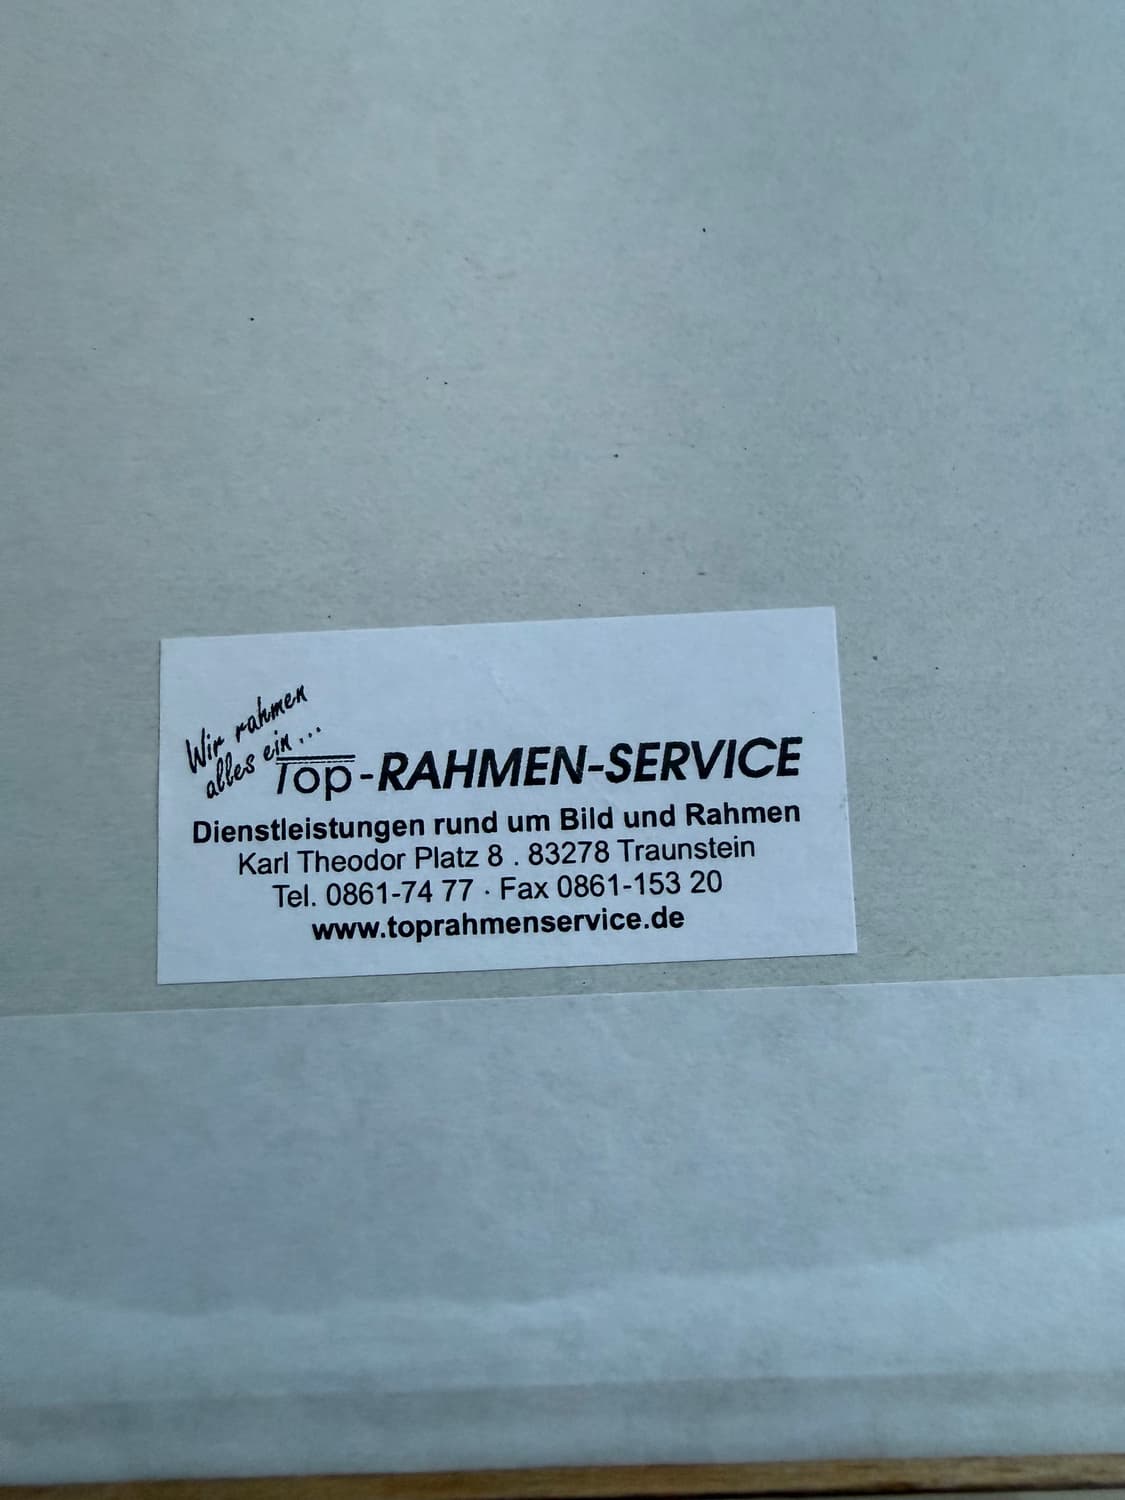 Wir rahmen
alles ein...
Top-RAHMEN-SERVICE
Dienstleistungen rund um Bild und Rahmen
Karl Theodor Platz 8 . 83278 Traunstein
Tel. 0861-74 77 · Fax 0861-153 20
www.toprahmenservice.de